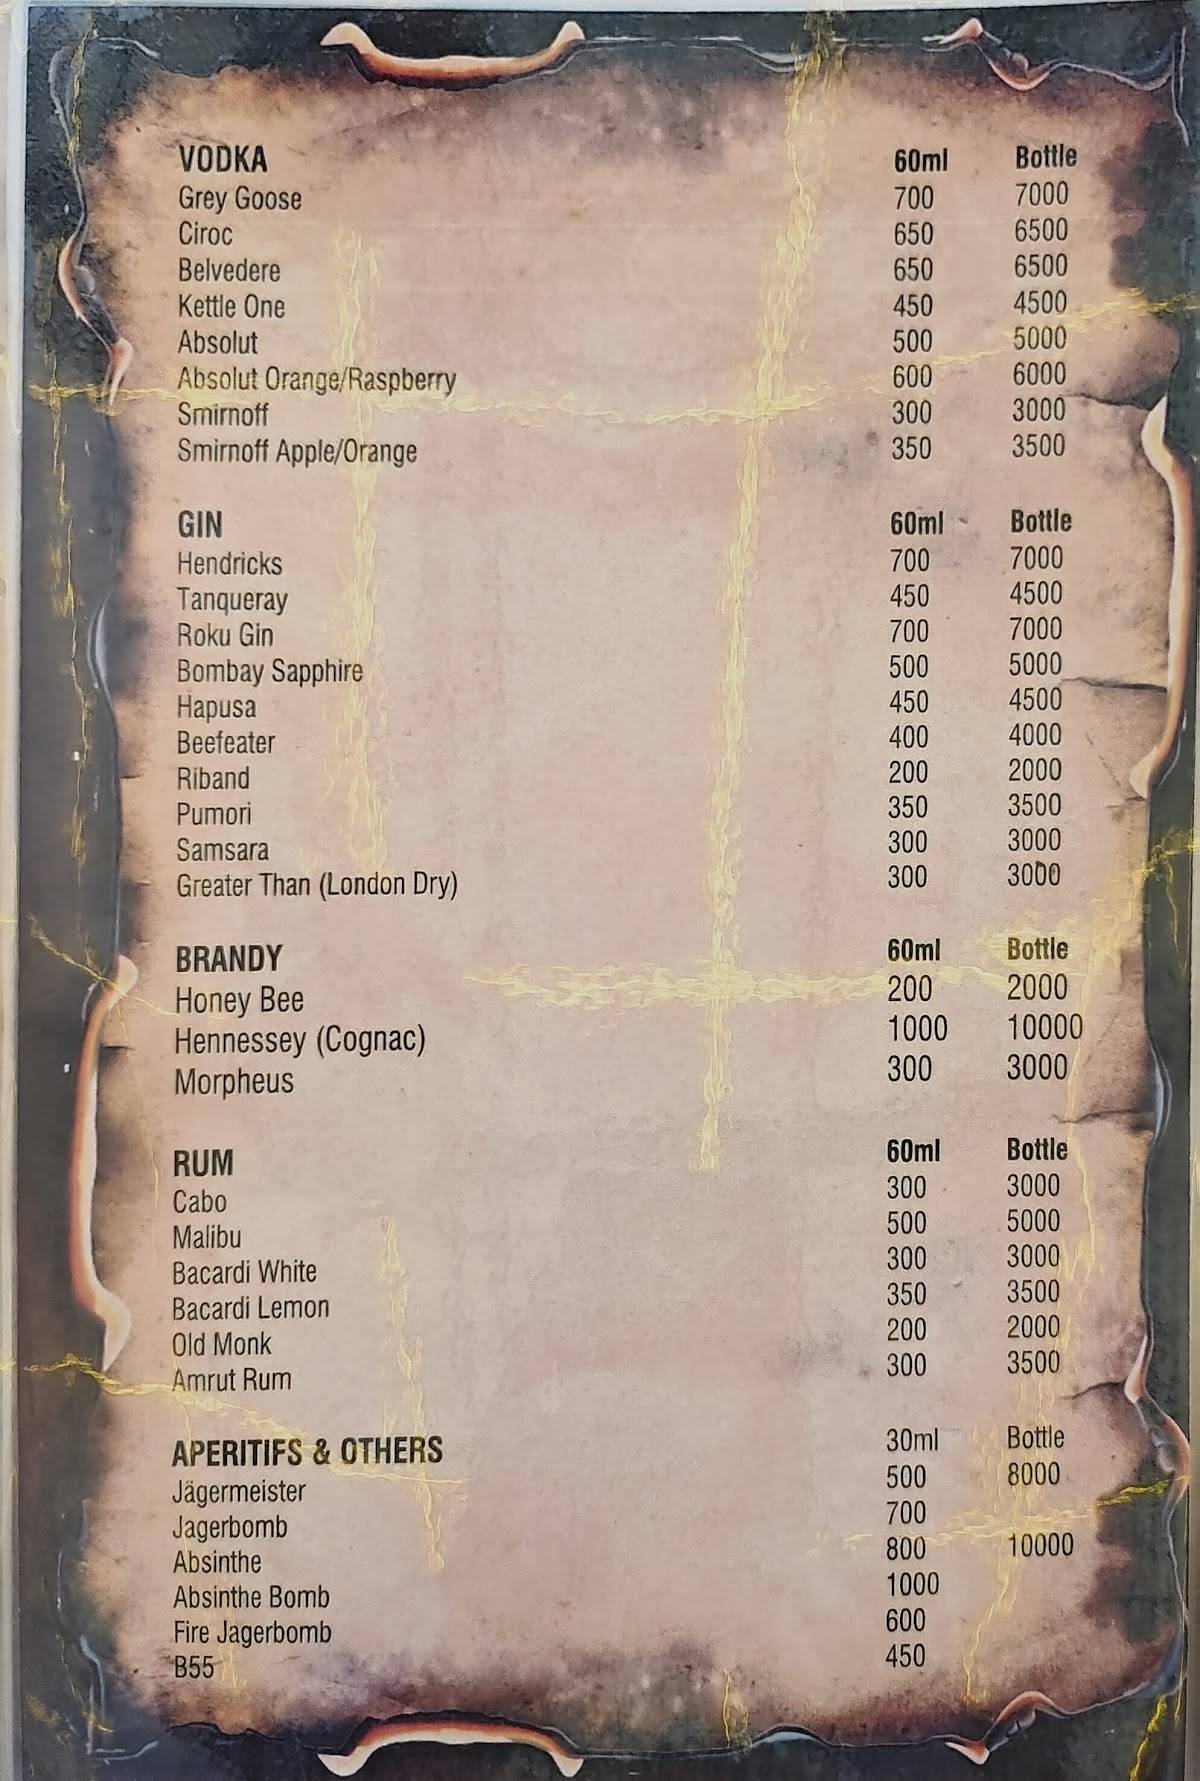 VODKA 60ml Bottle
Grey Goose 700 7000
Ciroc 650 6500
Belvedere 650 6500
Kettle One 450 4500
Absolut 500 5000
Absolut Orange/Raspberry 600 6000
Smirnoff 300 3000
Smirnoff Apple/Orange 350 3500
GIN 60ml Bottle
Hendricks 700 7000
Tanqueray 450 4500
Roku Gin 700 7000
Bombay Sapphire 500 5000
Hapusa 450 4500
Beefeater 400 4000
Riband 200 2000
Pumori 350 3500
Samsara 300 3000
Greater Than (London Dry) 300 3000
BRANDY 60ml Bottle
Honey Bee 200 2000
Hennessey (Cognac) 1000 10000
Morpheus 300 3000
RUM 60ml Bottle
Cabo 300 3000
Malibu 500 5000
Bacardi White 300 3000
Bacardi Lemon 350 3500
Old Monk 200 2000
Amrut Rum 300 3500
APERITIFS & OTHERS 30ml Bottle
Jägermeister 500 8000
Jagerbomb 700
Absinthe 800 10000
Absinthe Bomb 1000
Fire Jagerbomb 600
B55 450